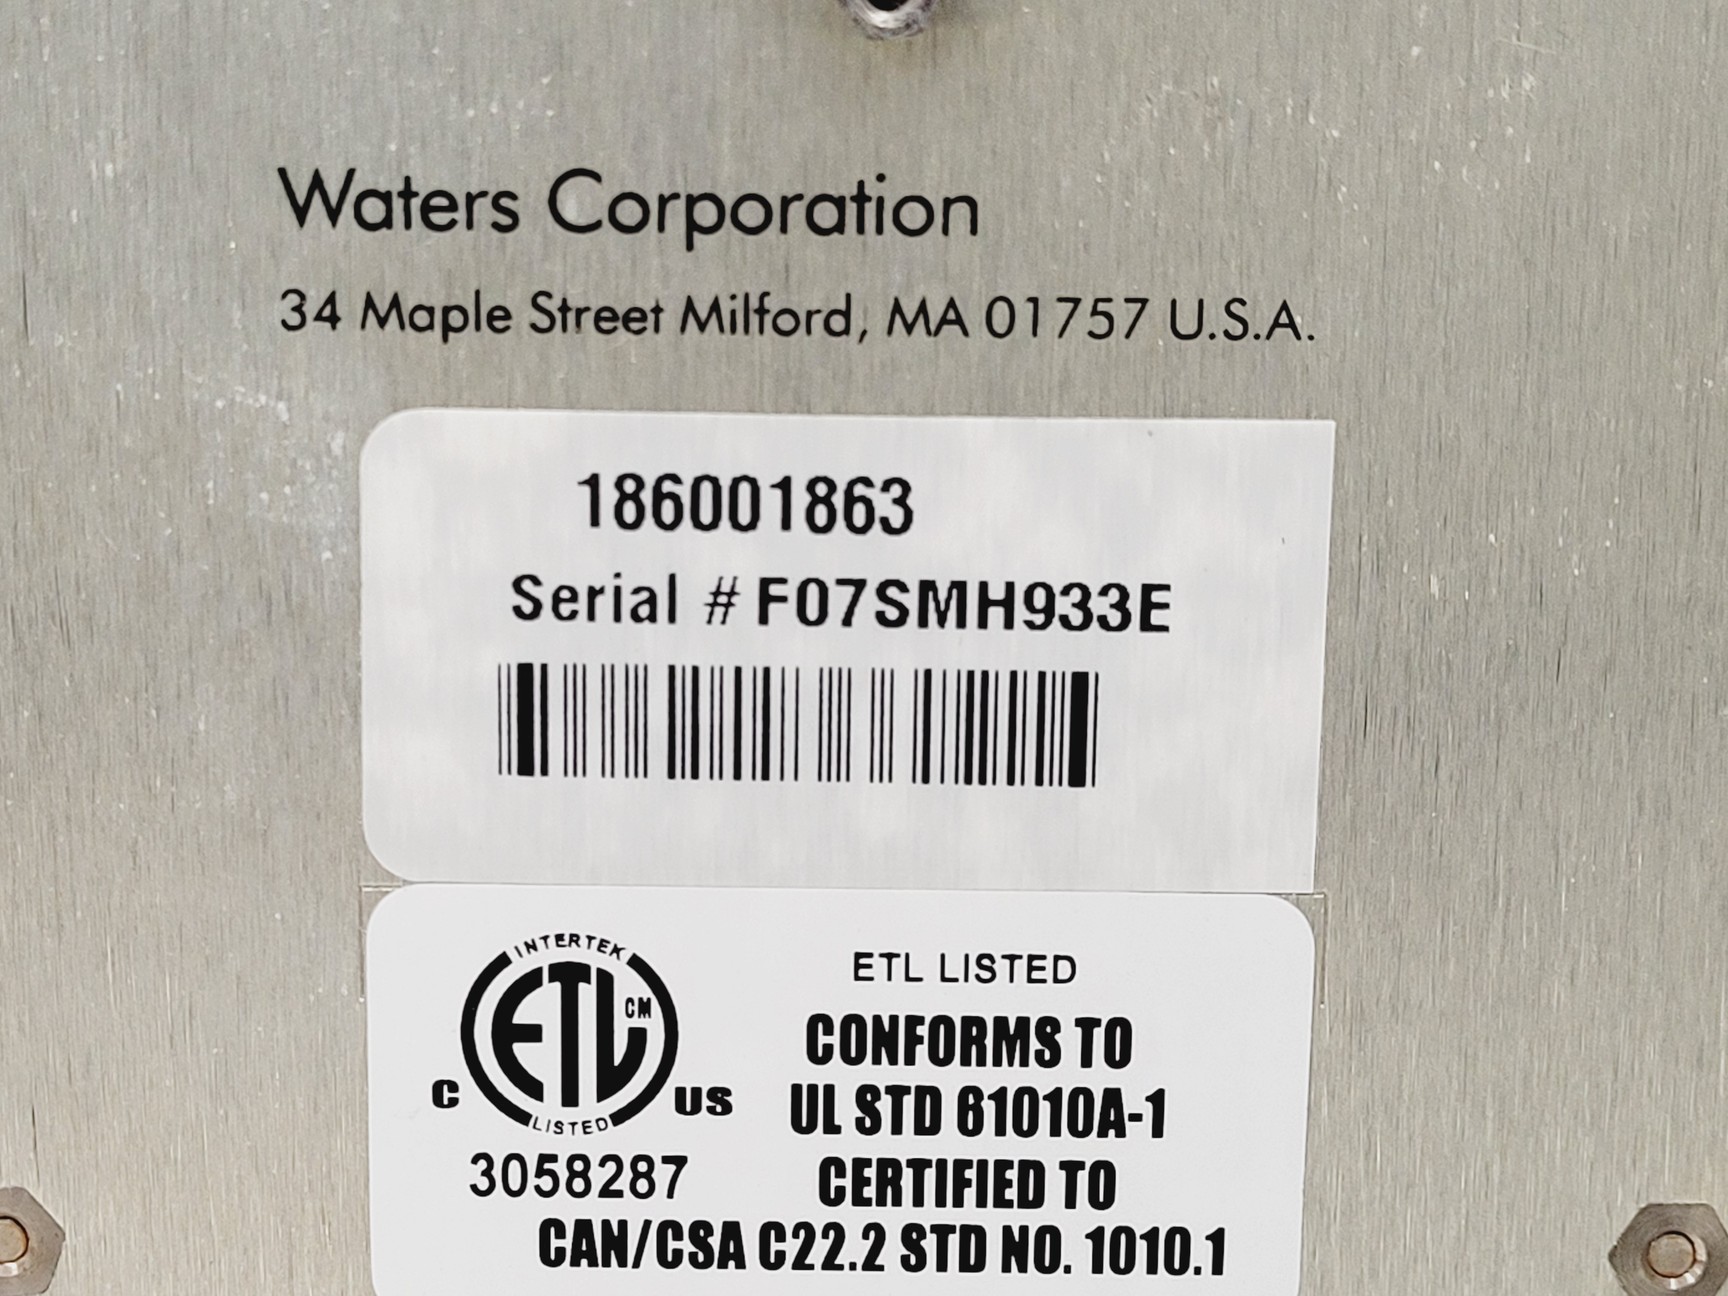 Waters Corporation
34 Maple Street Milford, MA 01757 U.S.A.
186001863
Serial # F07SMH933E
INTERTEK
ETL CM
C US
LISTED
3058287
ETL LISTED
CONFORMS TO
UL STD 61010A-1
CERTIFIED TO
CAN/CSA C22.2 STD NO. 1010.1